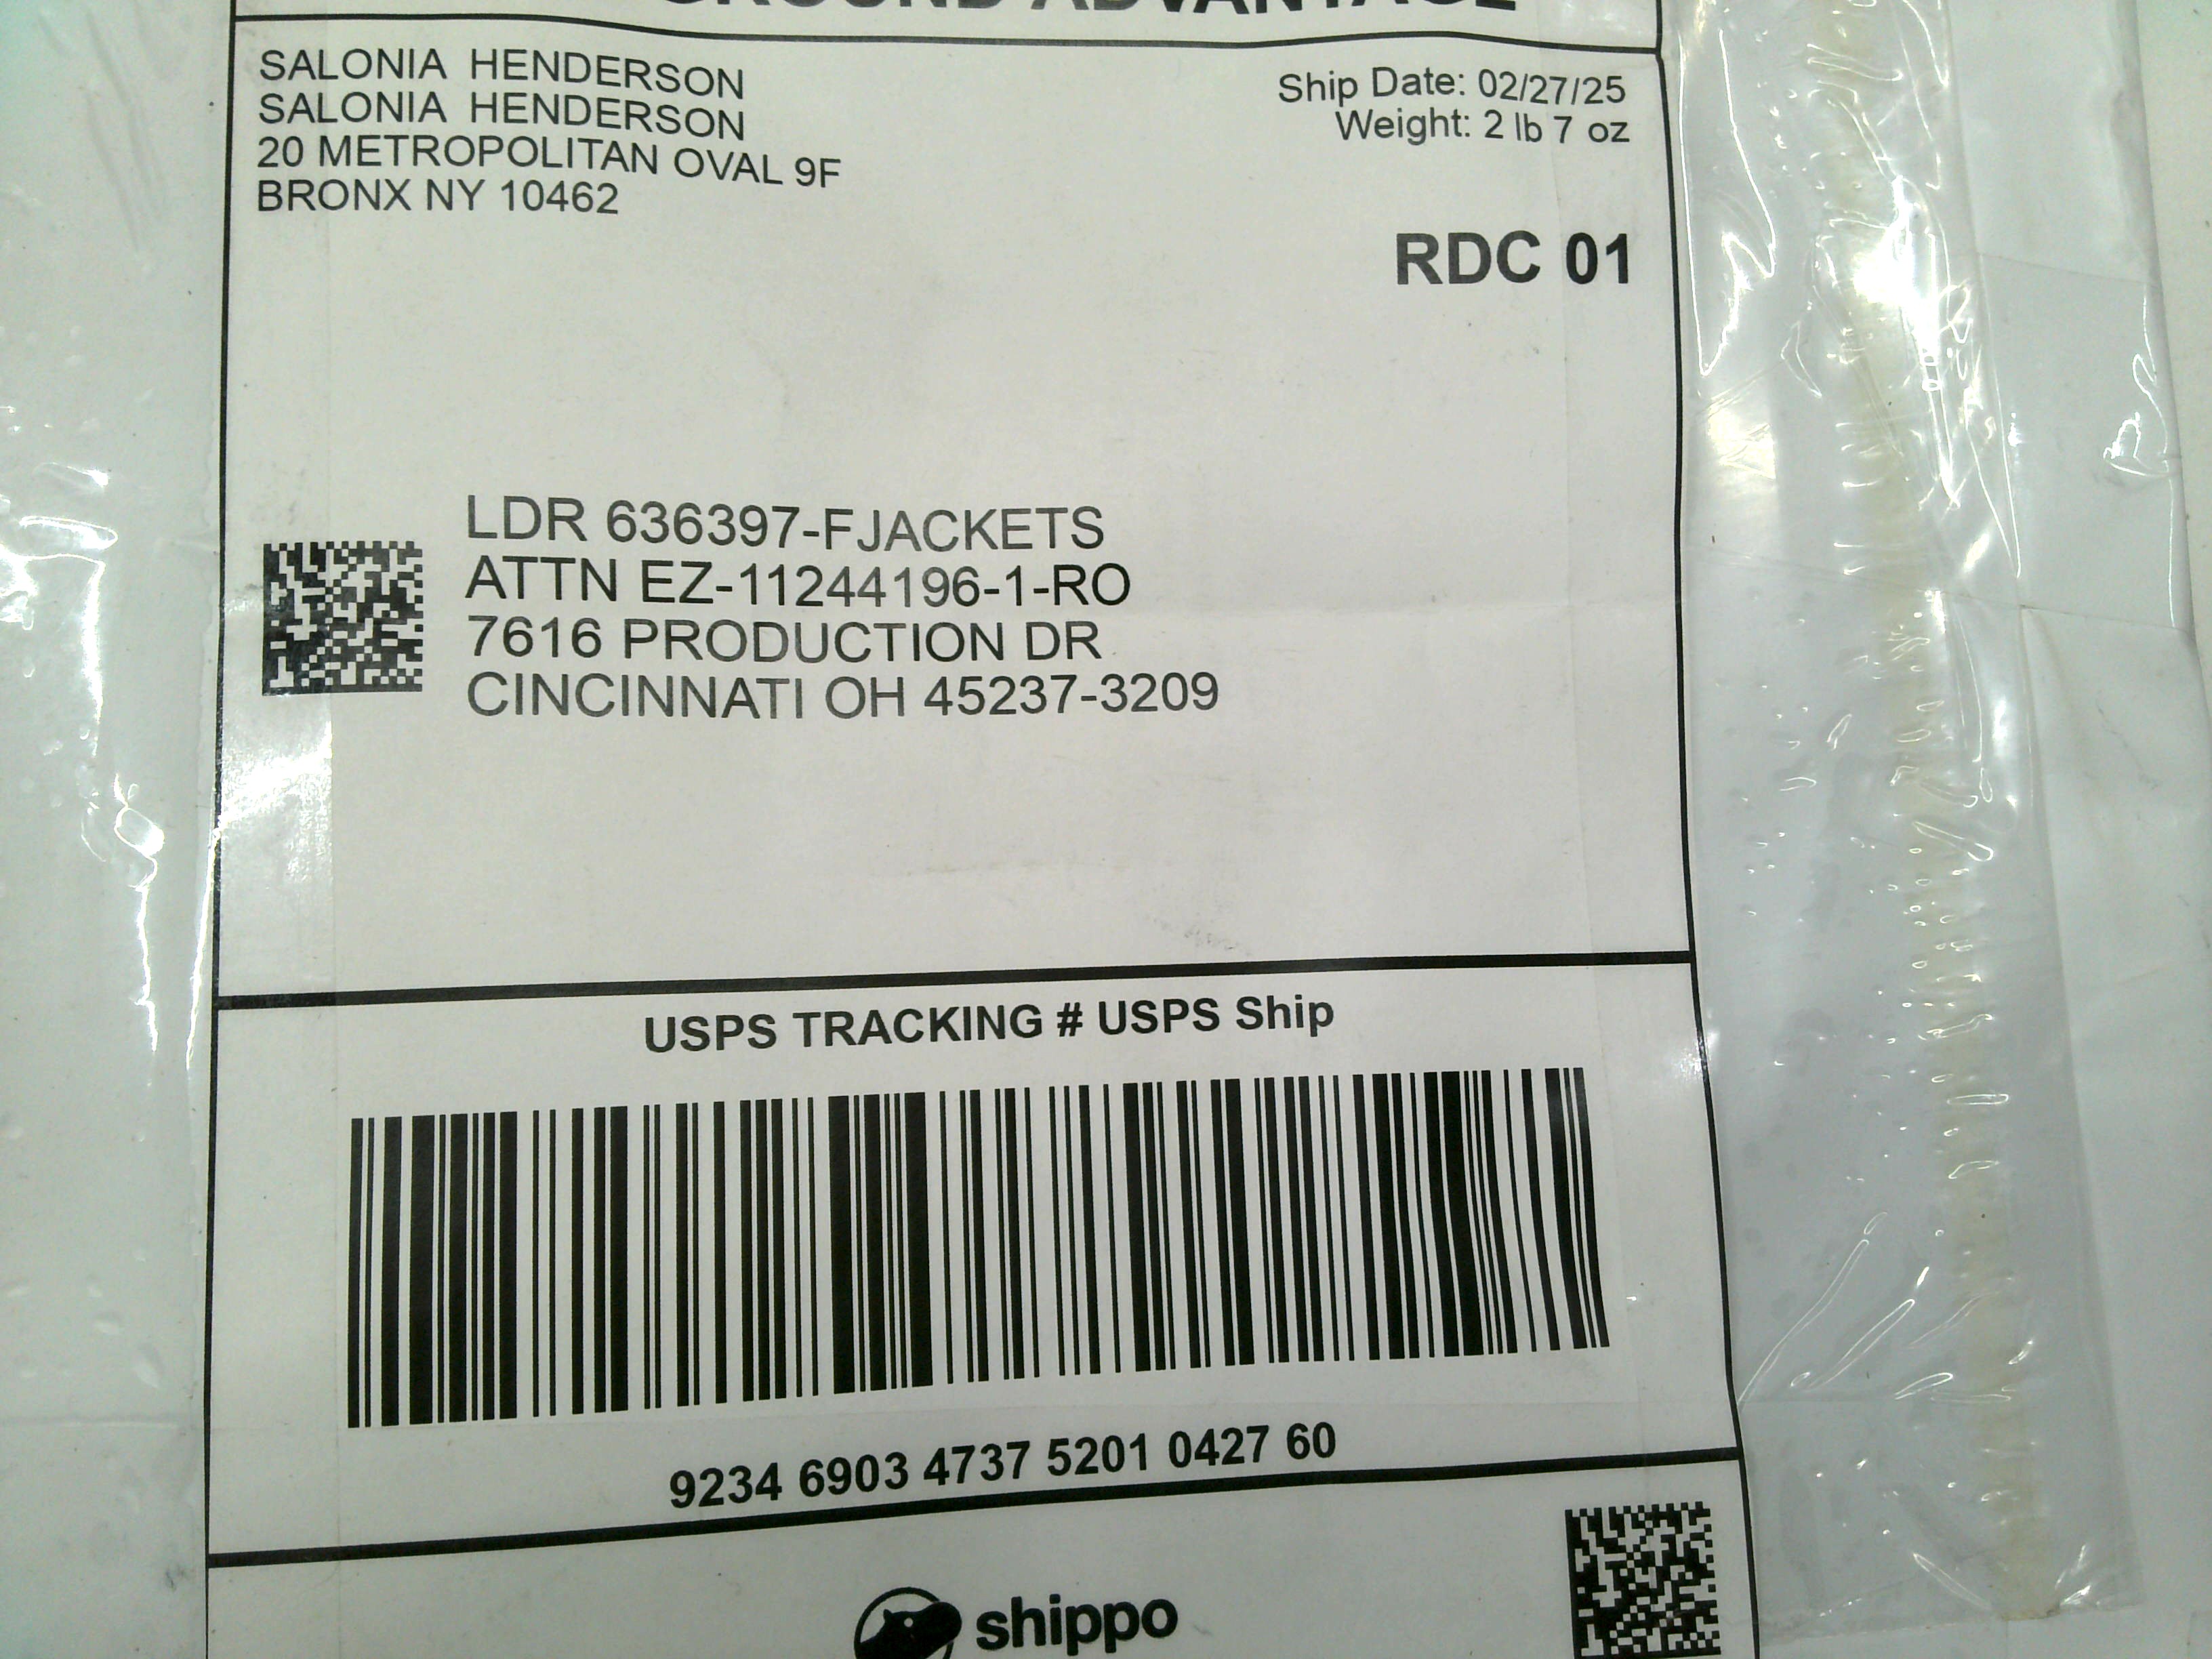 GROUND ADVANTAGE
SALONIA HENDERSON
SALONIA HENDERSON
20 METROPOLITAN OVAL 9F
BRONX NY 10462
Ship Date: 02/27/25
Weight: 2 lb 7 oz
RDC 01
LDR 636397-FJACKETS
ATTN EZ-11244196-1-RO
7616 PRODUCTION DR
CINCINNATI OH 45237-3209
USPS TRACKING # USPS Ship
9234 6903 4737 5201 0427 60
shippo